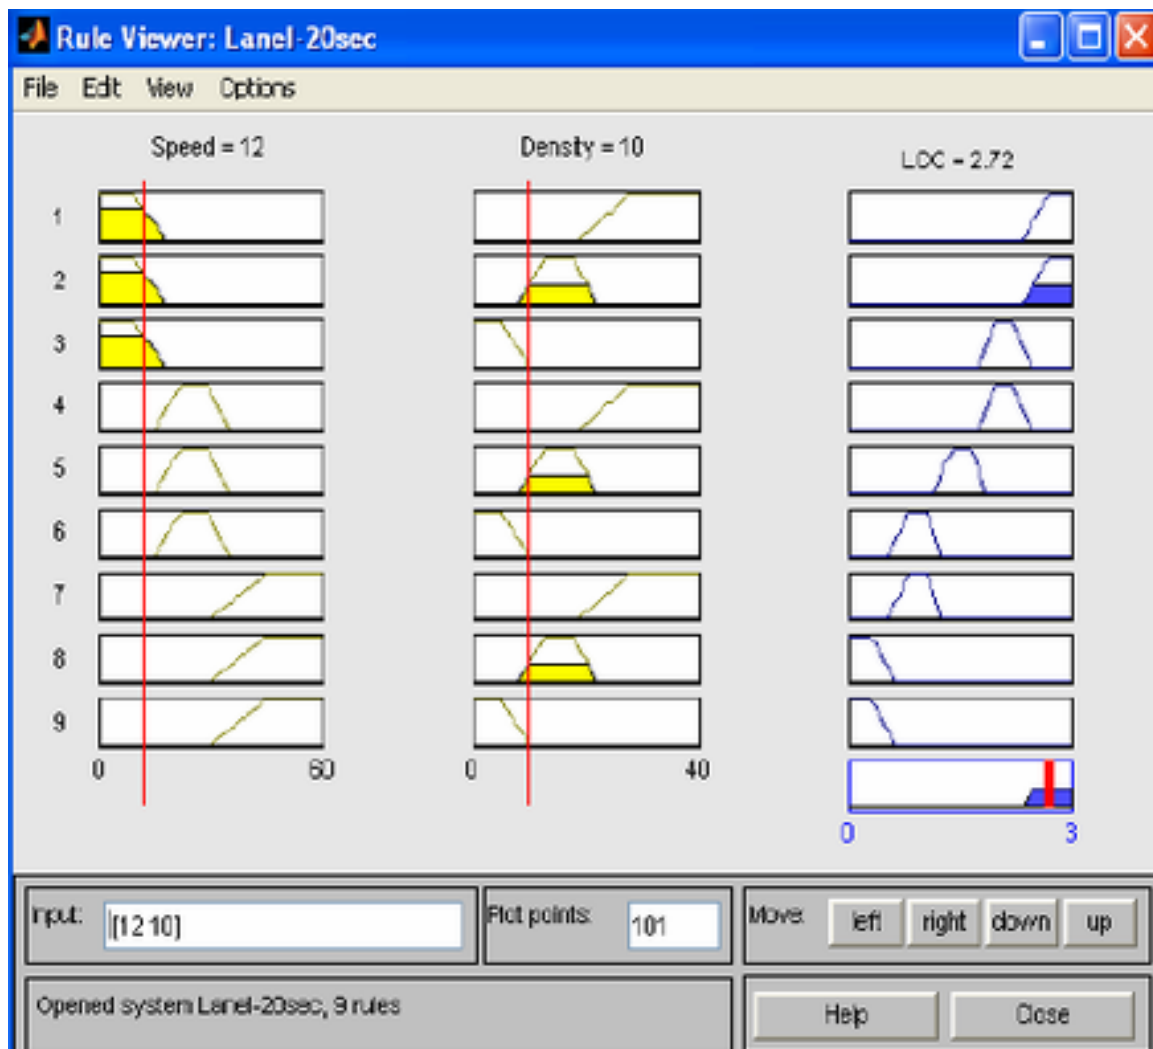 Rule Viewer: Lanel-20sec
File Edit View Options
Speed = 12
Density = 10
LOC = 2.72
1
2
3
4
5
6
7
8
9
0 60
0 40
0 3
Input: [12 10]
Plot points: 101
Move: left right down up
Opened system Lanel-20sec, 9 rules
Help Close